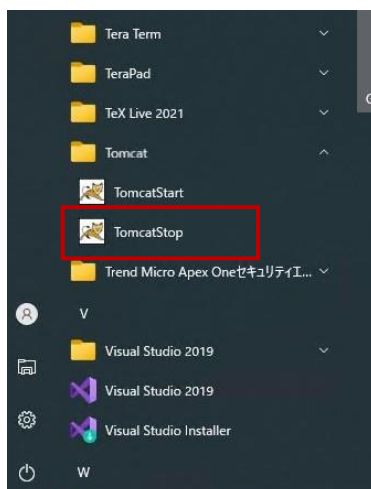 Tera Term
TeraPad
TeX Live 2021
Tomcat
TomcatStart
TomcatStop
Trend Micro Apex Oneセキュリティエ...
V
Visual Studio 2019
Visual Studio 2019
Visual Studio Installer
W